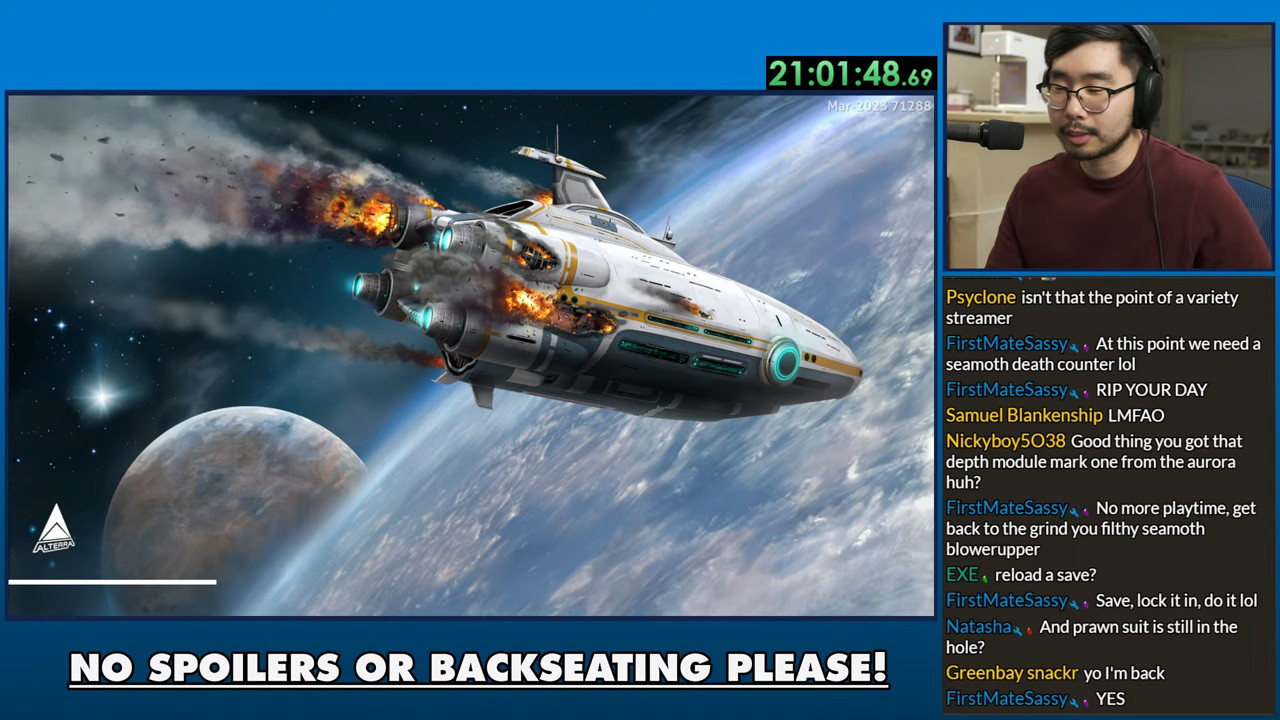 21:01:48.69
Mar-2023 71288
ALTERRA
NO SPOILERS OR BACKSEATING PLEASE!
Psyclone isn't that the point of a variety
streamer
FirstMateSassy At this point we need a
seamoth death counter lol
FirstMateSassy RIP YOUR DAY
Samuel Blankenship LMFAO
Nickyboy5O38 Good thing you got that
depth module mark one from the aurora
huh?
FirstMateSassy No more playtime, get
back to the grind you filthy seamoth
blowerupper
EXE reload a save?
FirstMateSassy Save, lock it in, do it lol
Natasha And prawn suit is still in the
hole?
Greenbay snackr yo I'm back
FirstMateSassy YES